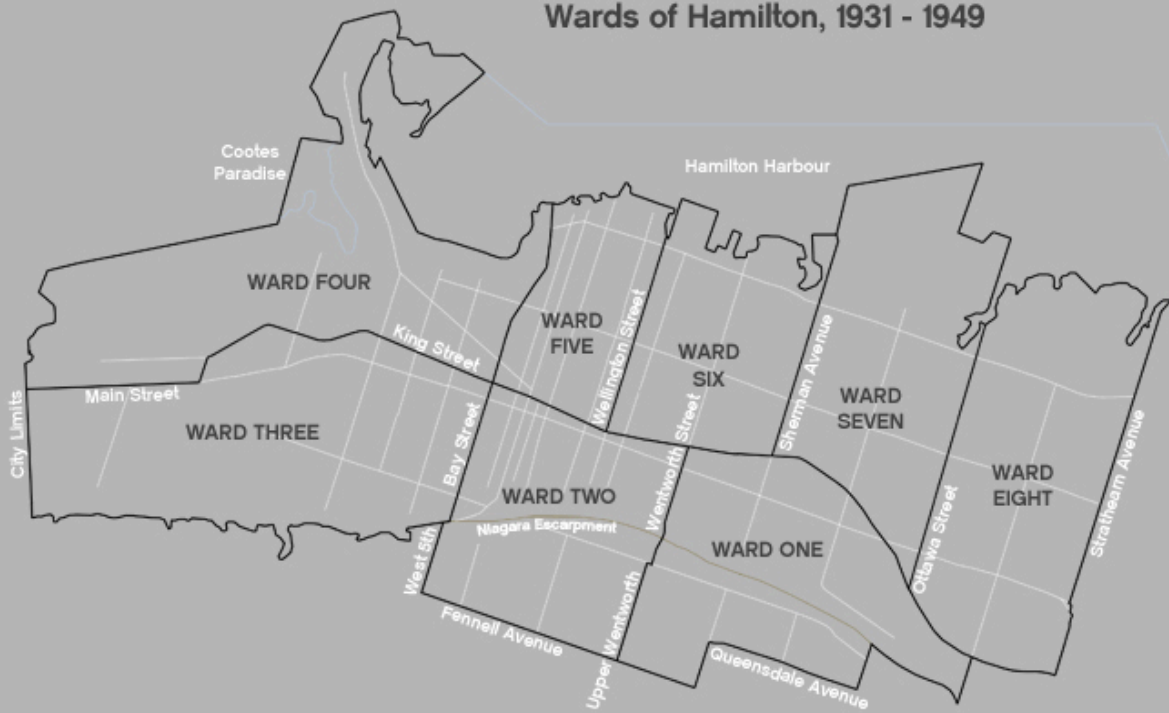 Wards of Hamilton, 1931 - 1949
Cootes
Paradise
Hamilton Harbour
WARD FOUR
WARD
FIVE
King Street
Wellington Street
WARD
SIX
Sherman Avenue
WARD
SEVEN
Main Street
City Limits
WARD THREE
Bay Street
WARD TWO
Niagara Escarpment
Wentworth Street
WARD ONE
WARD
EIGHT
Ottawa Street
Strathearn Avenue
West 5th
Fennell Avenue
Upper Wentworth
Queensdale Avenue